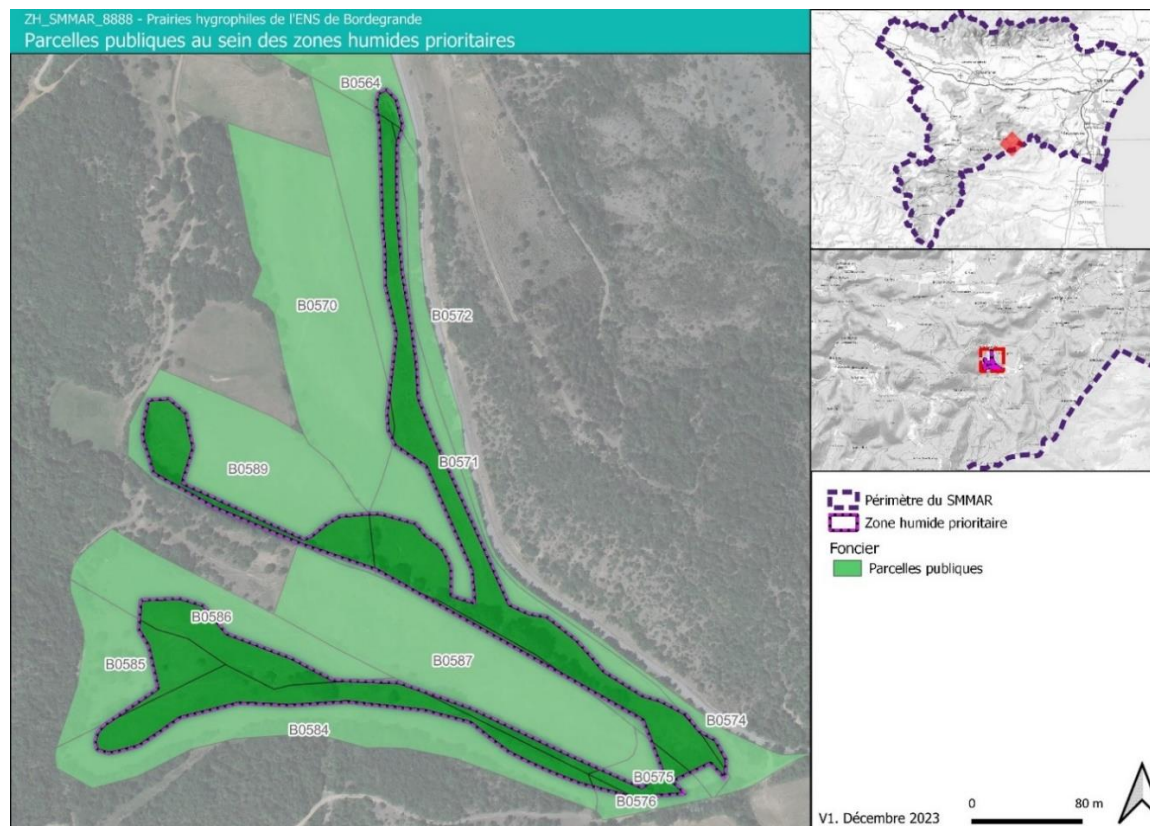 ZH_SMMAR_8888 - Prairies hygrophiles de l'ENS de Bordegrande
Parcelles publiques au sein des zones humides prioritaires
B0564
B0570
B0572
B0571
B0589
B0586
B0587
B0585
B0584
B0574
B0575
B0576
Périmètre du SMMAR
Zone humide prioritaire
Foncier
Parcelles publiques
V1. Décembre 2023
0
80 m